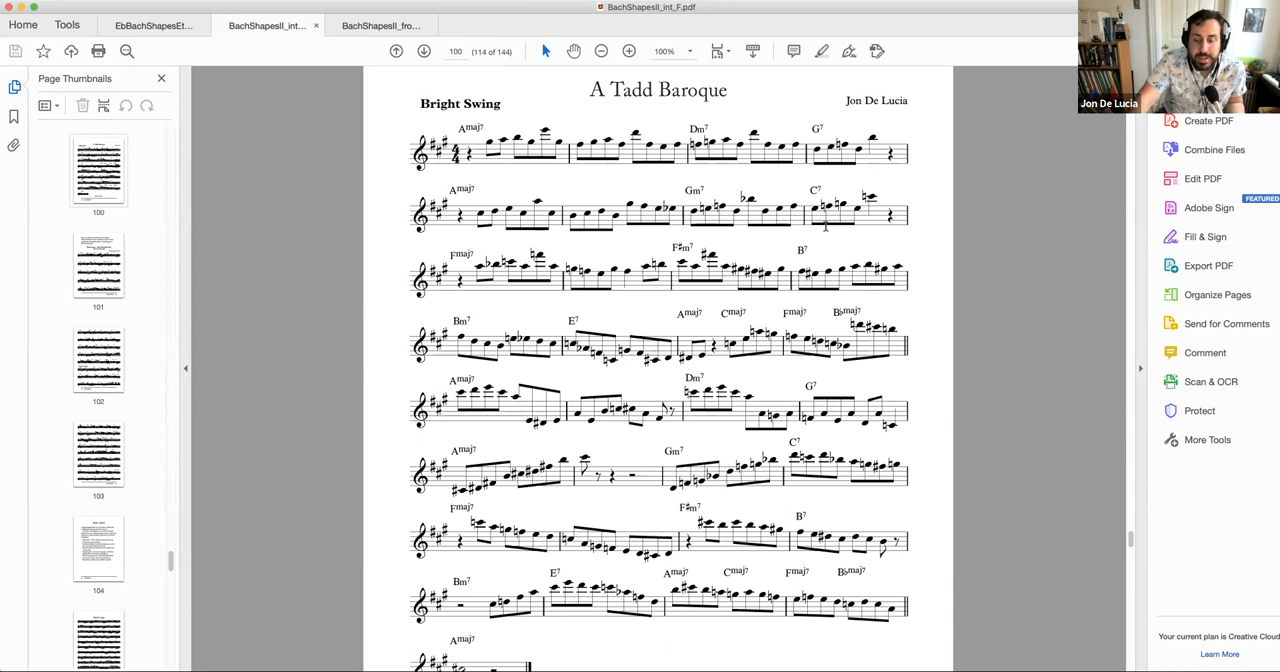 BachShapesII_int_F.pdf
Home
Tools
EbBachShapesEt...
BachShapesII_int...
BachShapesII_fro...
100
(114 of 144)
100%
Page Thumbnails
100
101
102
103
104
A Tadd Baroque
Bright Swing
Jon De Lucia
Amaj7 Dm7 G7
Amaj7 Gm7 C7
Fmaj7 F#m7 B7
Bm7 E7 Amaj7 Cmaj7 Fmaj7 Bbmaj7
Amaj7 Dm7 G7
Amaj7 Gm7 C7
Fmaj7 F#m7 B7
Bm7 E7 Amaj7 Cmaj7 Fmaj7 Bbmaj7
Amaj7
Jon De Lucia
Create PDF
Combine Files
Edit PDF
FEATURED
Adobe Sign
Fill & Sign
Export PDF
Organize Pages
Send for Comments
Comment
Scan & OCR
Protect
More Tools
Your current plan is Creative Cloud
Learn More